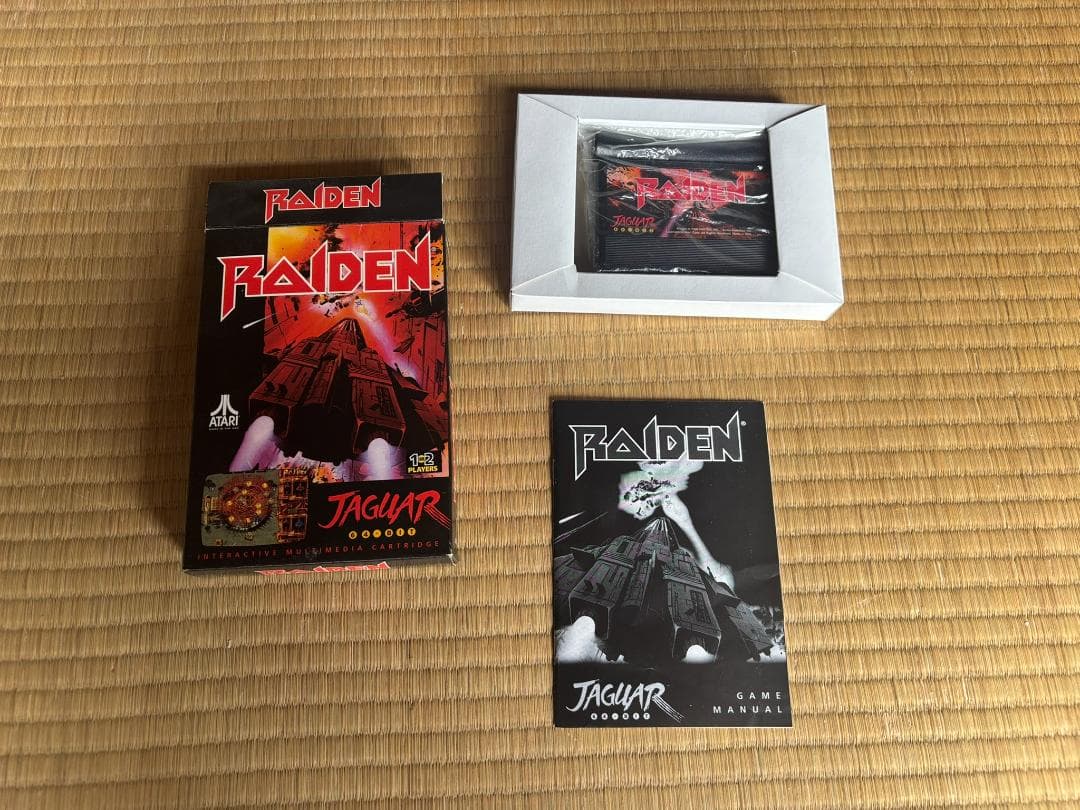 RAIDEN
RAIDEN
ATARI
1-2
PLAYERS
JAGUAR
64-BIT
INTERACTIVE MULTIMEDIA CARTRIDGE
RAIDEN
RAIDEN
JAGUAR
RAIDEN®
JAGUAR
64-BIT
GAME
MANUAL